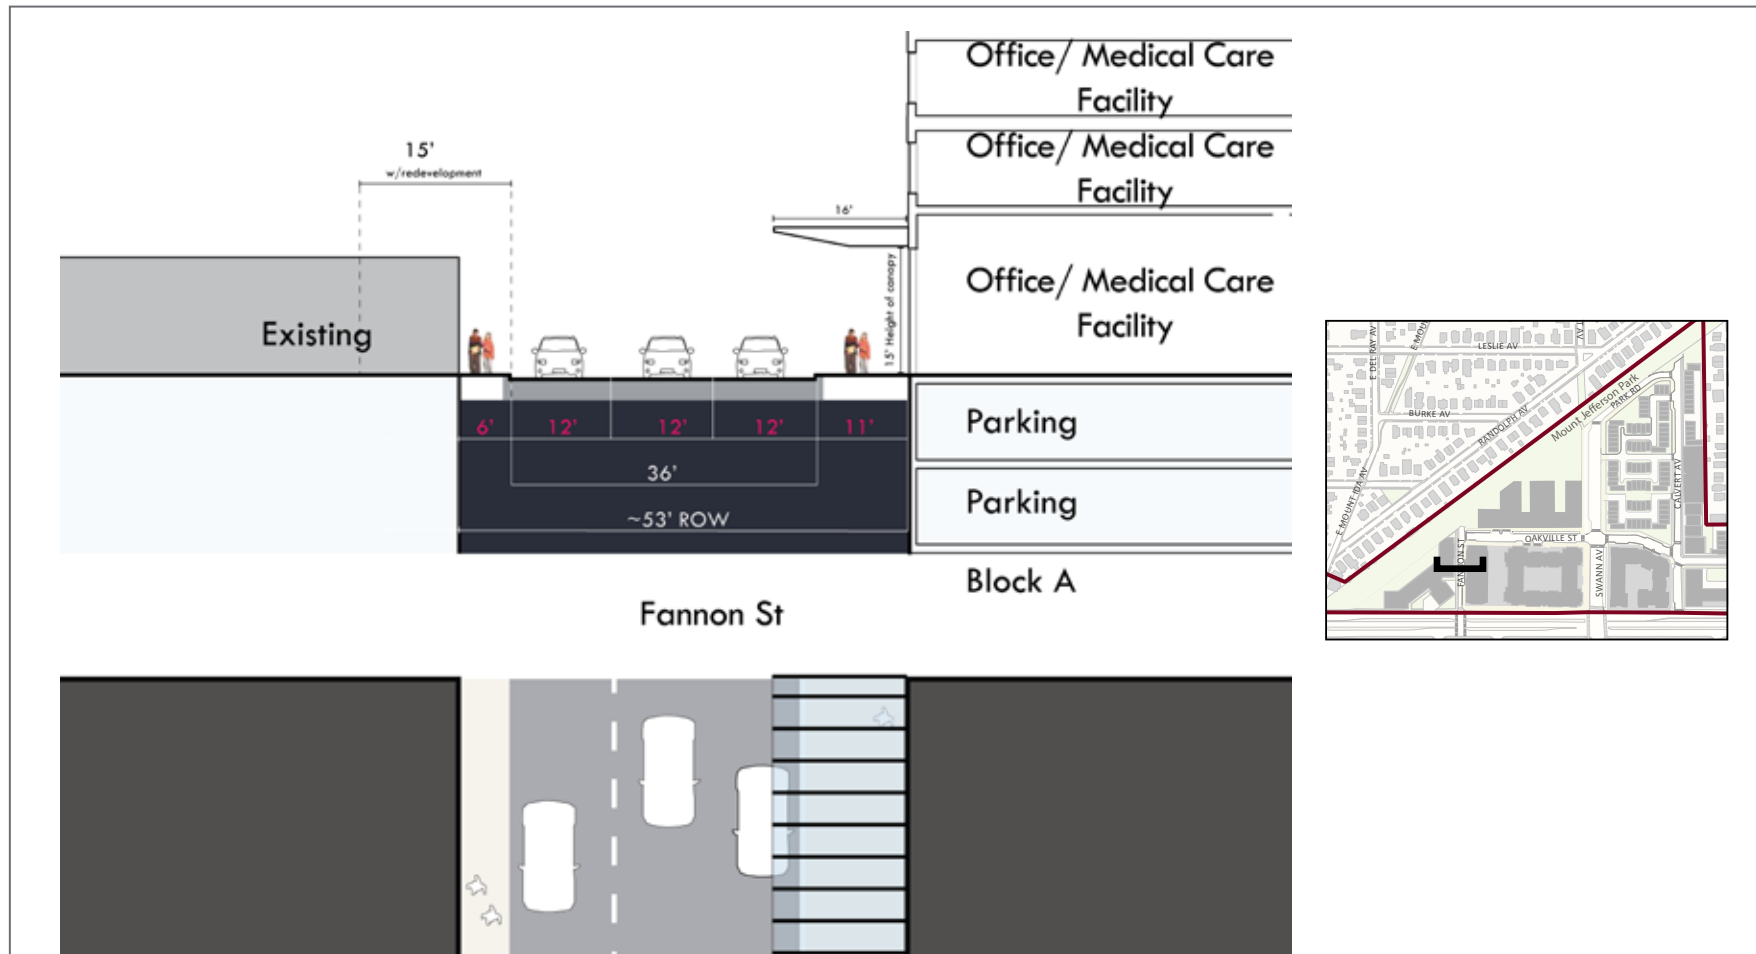 Office/ Medical Care
Facility
Office/ Medical Care
Facility
15'
w/redevelopment
16'
15' Height of canopy
Office/ Medical Care
Facility
Existing
6'
12'
12'
12'
11'
36'
~53' ROW
Parking
Parking
Block A
Fannon St
LESLIE AV
E DEL RAY AV
E MOU
BURKE AV
RANDOLPH AV
Mount Jefferson Park
PARK RD
CALVERT AV
E MOUNT IDA AV
OAKVILLE ST
SWANN AV